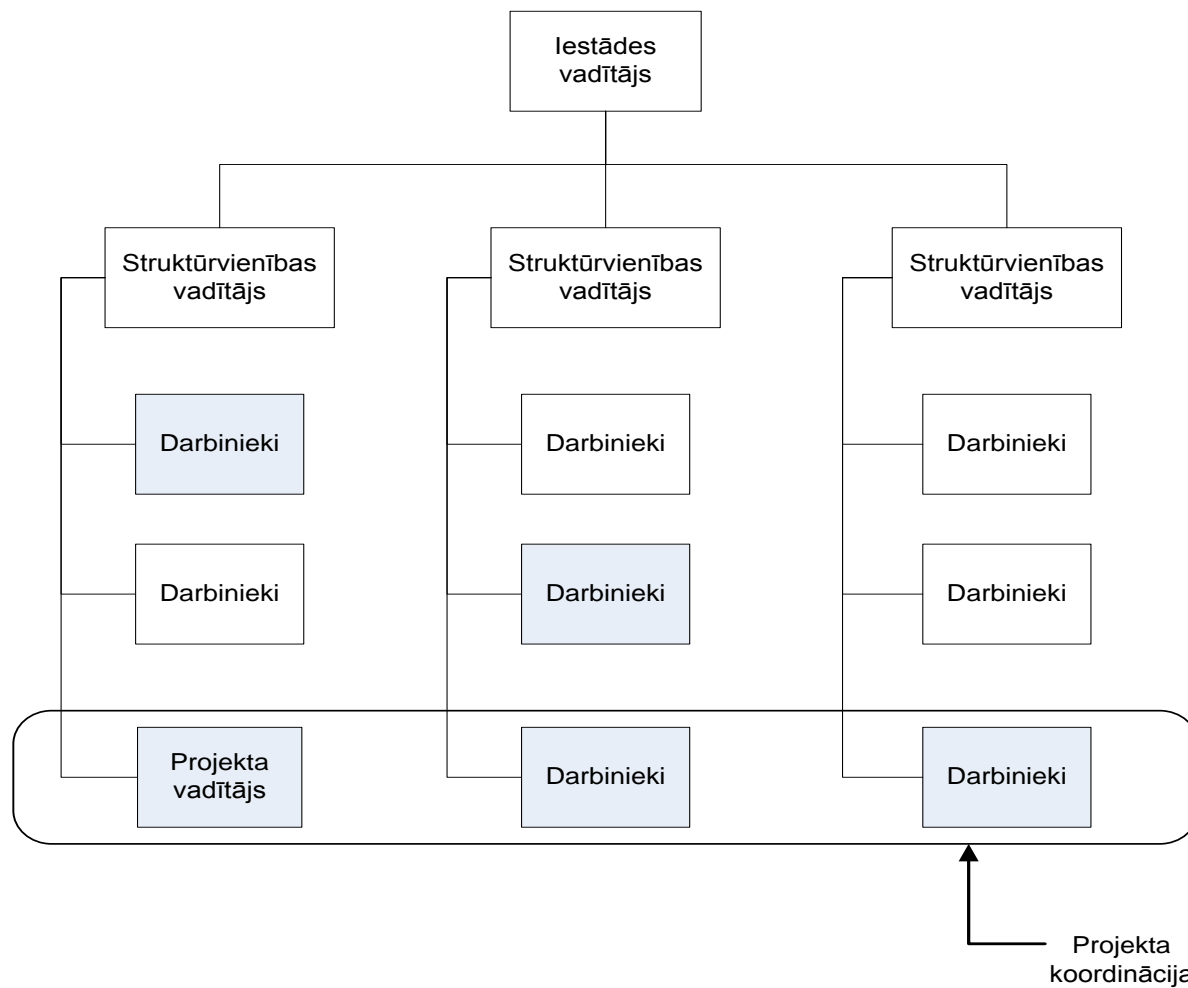 Iestādes
vadītājs
Struktūrvienības
vadītājs
Struktūrvienības
vadītājs
Struktūrvienības
vadītājs
Darbinieki
Darbinieki
Darbinieki
Darbinieki
Darbinieki
Darbinieki
Projekta
vadītājs
Darbinieki
Darbinieki
Projekta
koordinācija